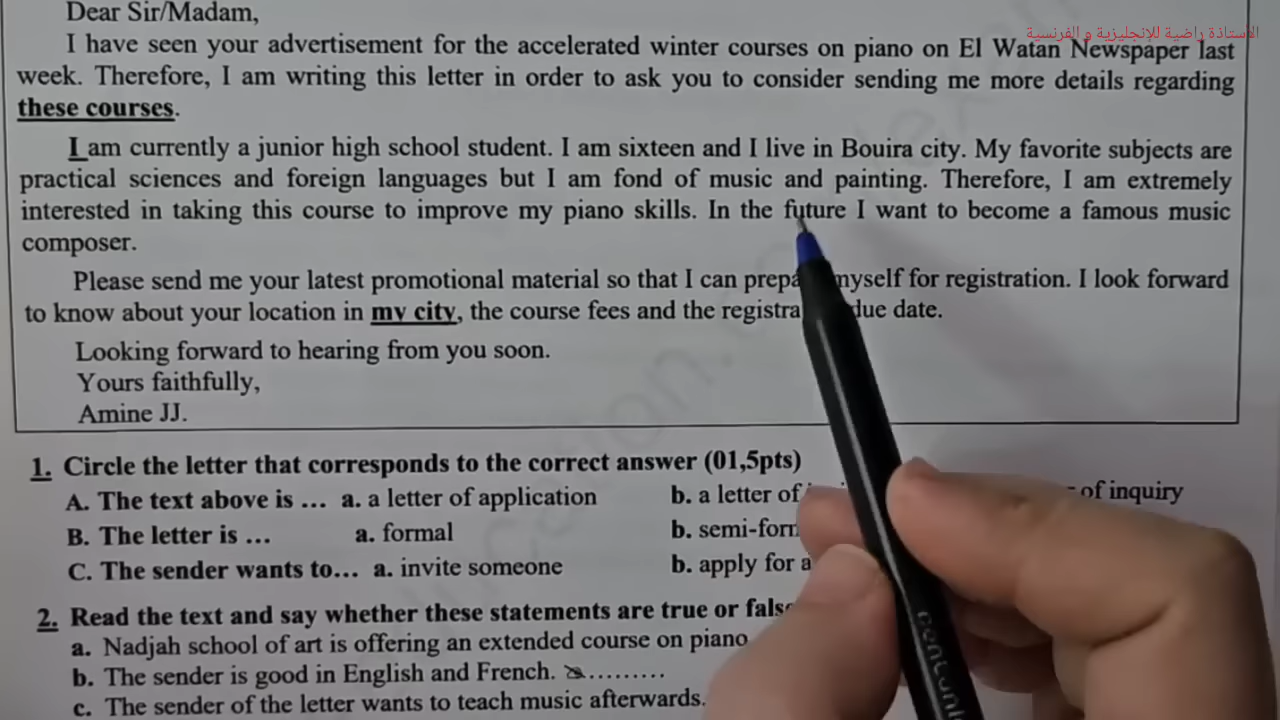 الاستاذة راضية للانجليزية و الفرنسية
Dear Sir/Madam,
I have seen your advertisement for the accelerated winter courses on piano on El Watan Newspaper last
week. Therefore, I am writing this letter in order to ask you to consider sending me more details regarding
these courses.
I am currently a junior high school student. I am sixteen and I live in Bouira city. My favorite subjects are
practical sciences and foreign languages but I am fond of music and painting. Therefore, I am extremely
interested in taking this course to improve my piano skills. In the future I want to become a famous music
composer.
Please send me your latest promotional material so that I can myself for registration. I look forward
to know about your location in my city, the course fees and the due date.
Looking forward to hearing from you soon.
Yours faithfully,
Amine JJ.
1. Circle the letter that corresponds to the correct answer (01,5pts)
A. The text above is ... a. a letter of application b. a letter of of inquiry
B. The letter is ... a. formal b.
C. The sender wants to... a. invite someone b. apply for a
2. Read the text and say whether these statements are true or
a. Nadjah school of art is offering an extended course on piano
b. The sender is good in English and French. ..........
c. The sender of the letter wants to teach music afterwards.